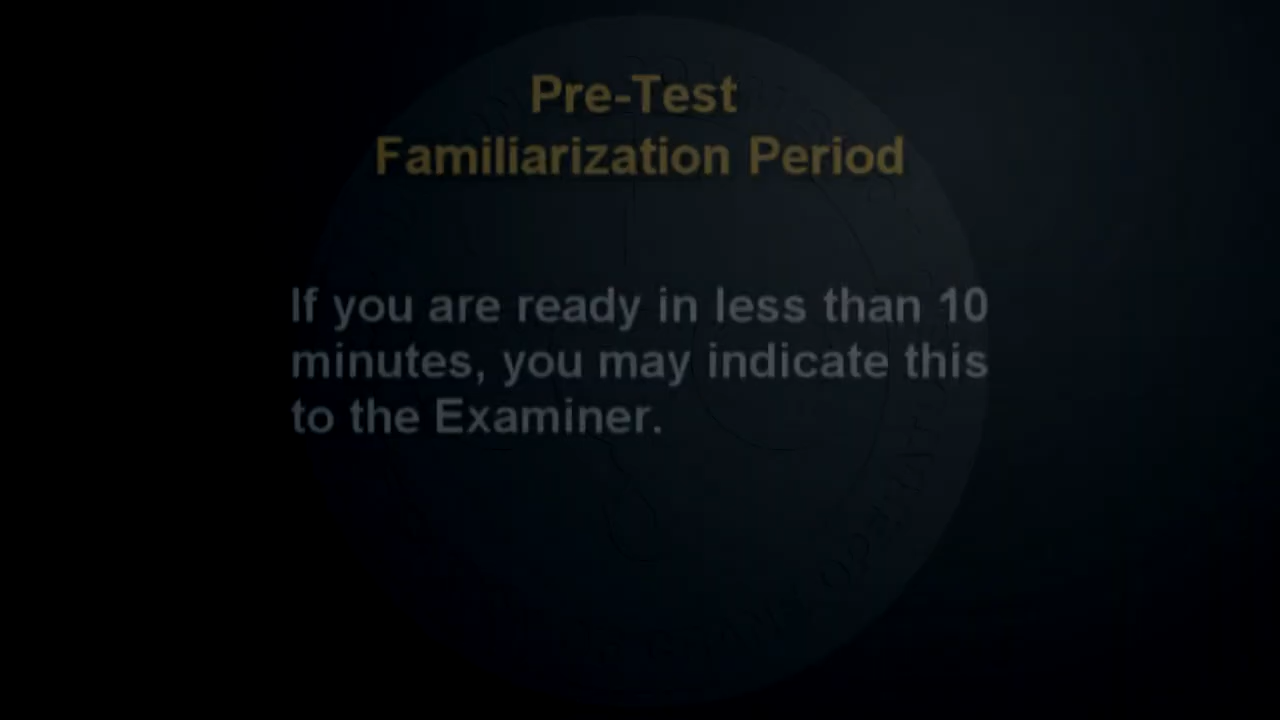 Pre-Test
Familiarization Period
If you are ready in less than 10
minutes, you may indicate this
to the Examiner.